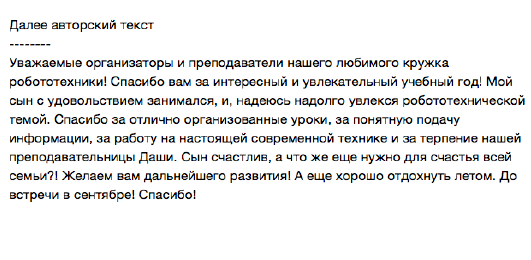 Далее авторский текст
--------
Уважаемые организаторы и преподаватели нашего любимого кружка
робототехники! Спасибо вам за интересный и увлекательный учебный год! Мой
сын с удовольствием занимался, и, надеюсь надолго увлекся робототехнической
темой. Спасибо за отлично организованные уроки, за понятную подачу
информации, за работу на настоящей современной технике и за терпение нашей
преподавательницы Даши. Сын счастлив, а что же еще нужно для счастья всей
семьи?! Желаем вам дальнейшего развития! А еще хорошо отдохнуть летом. До
встречи в сентябре! Спасибо!